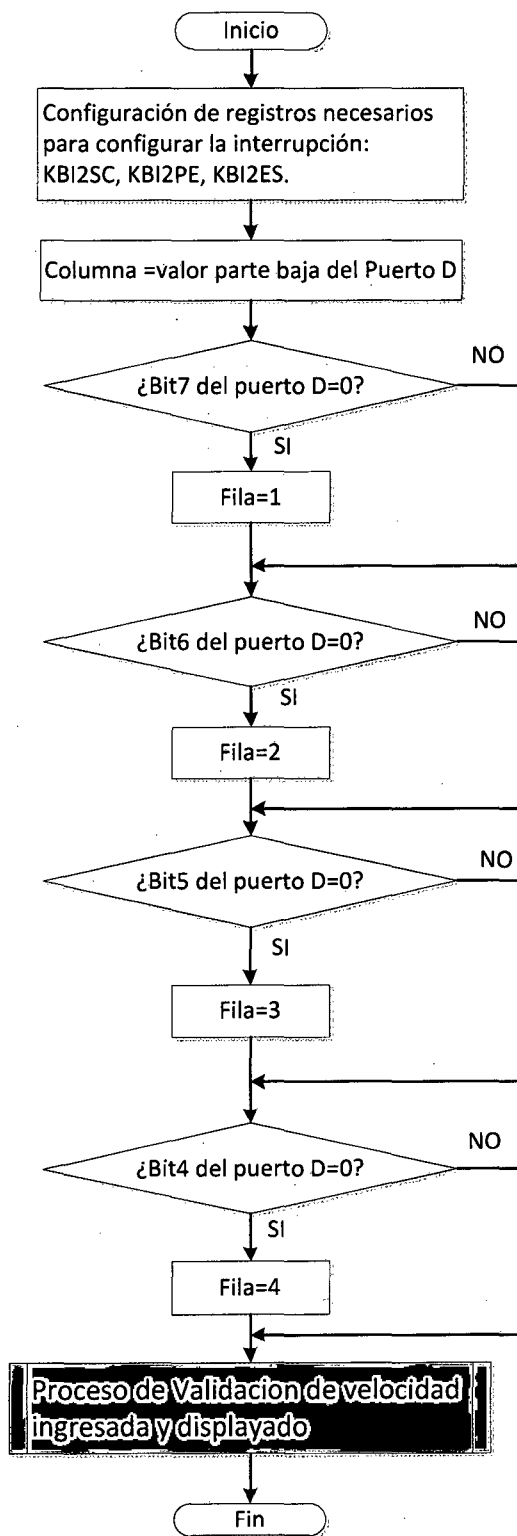 Inicio
Configuración de registros necesarios
para configurar la interrupción:
KBI2SC, KBI2PE, KBI2ES.
Columna =valor parte baja del Puerto D
¿Bit7 del puerto D=0?
NO
SI
Fila=1
¿Bit6 del puerto D=0?
NO
SI
Fila=2
¿Bit5 del puerto D=0?
NO
SI
Fila=3
¿Bit4 del puerto D=0?
NO
SI
Fila=4
Proceso de Validacion de velocidad
ingresada y displayado
Fin